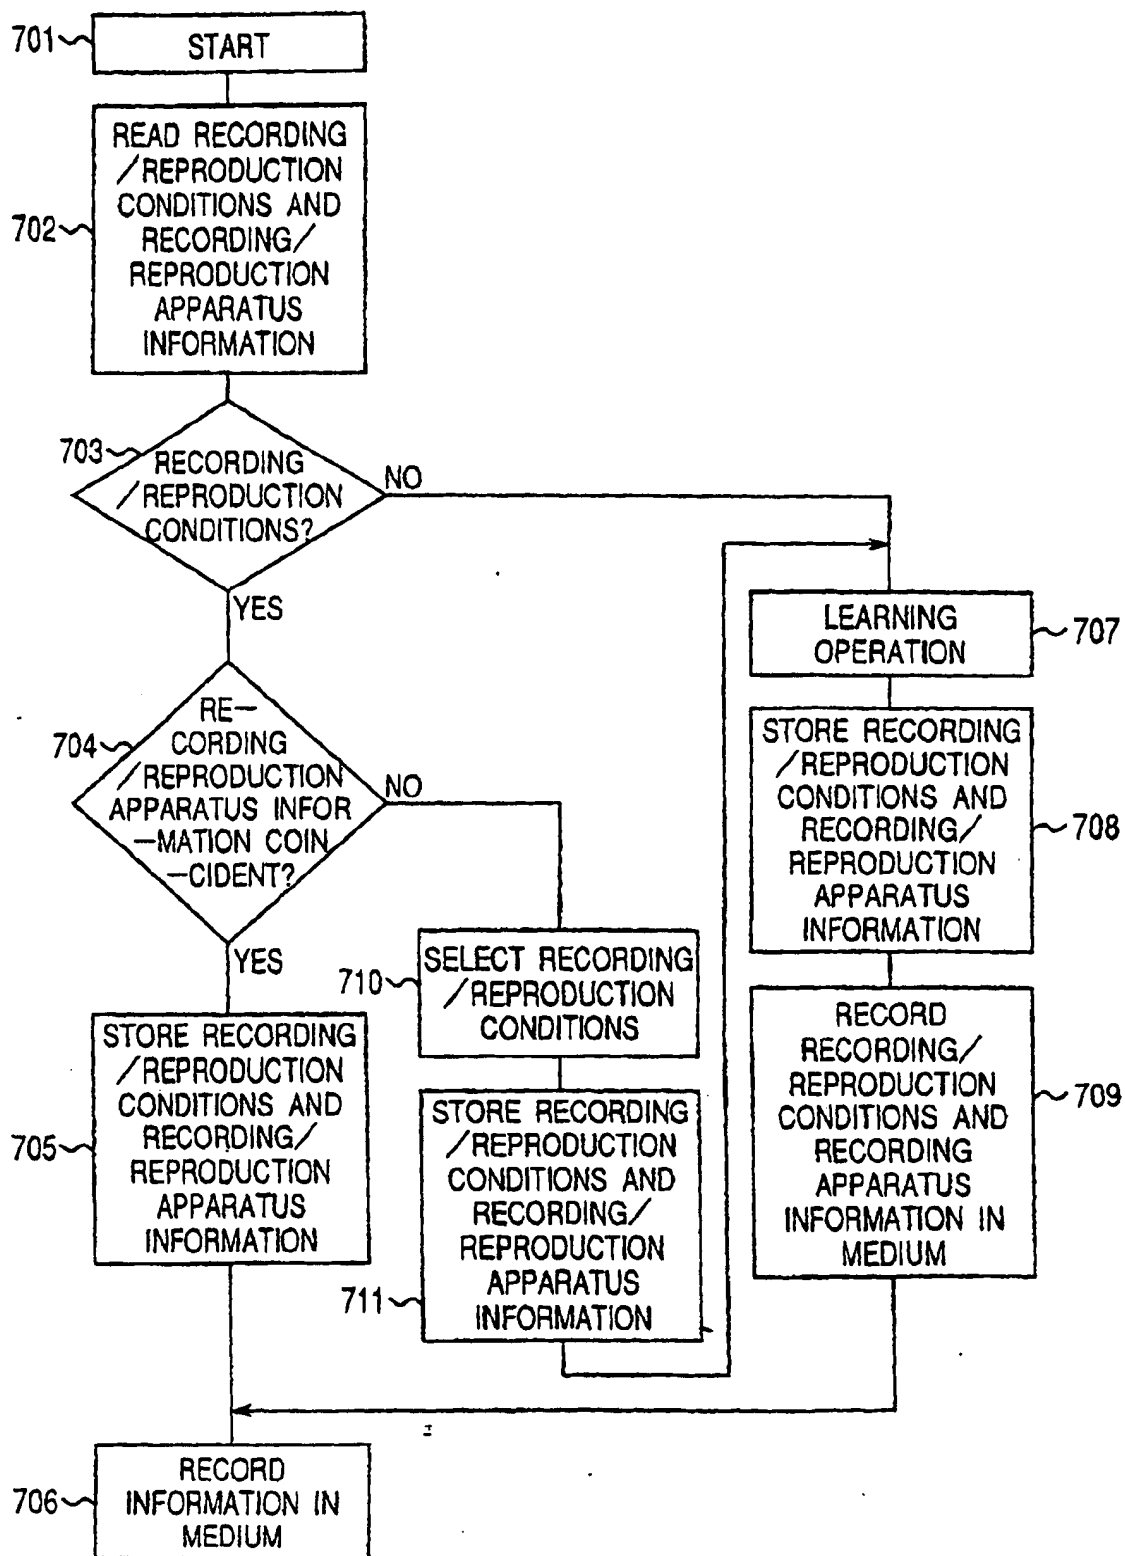 701
START
702
READ RECORDING
/REPRODUCTION
CONDITIONS AND
RECORDING/
REPRODUCTION
APPARATUS
INFORMATION
703
RECORDING
/REPRODUCTION
CONDITIONS?
NO
YES
704
RE-
CORDING
/REPRODUCTION
APPARATUS INFOR
-MATION COIN
-CIDENT?
NO
YES
705
STORE RECORDING
/REPRODUCTION
CONDITIONS AND
RECORDING/
REPRODUCTION
APPARATUS
INFORMATION
706
RECORD
INFORMATION IN
MEDIUM
710
SELECT RECORDING
/REPRODUCTION
CONDITIONS
711
STORE RECORDING
/REPRODUCTION
CONDITIONS AND
RECORDING/
REPRODUCTION
APPARATUS
INFORMATION
LEARNING
OPERATION
707
STORE RECORDING
/REPRODUCTION
CONDITIONS AND
RECORDING/
REPRODUCTION
APPARATUS
INFORMATION
708
RECORD
RECORDING/
REPRODUCTION
CONDITIONS AND
RECORDING
APPARATUS
INFORMATION IN
MEDIUM
709